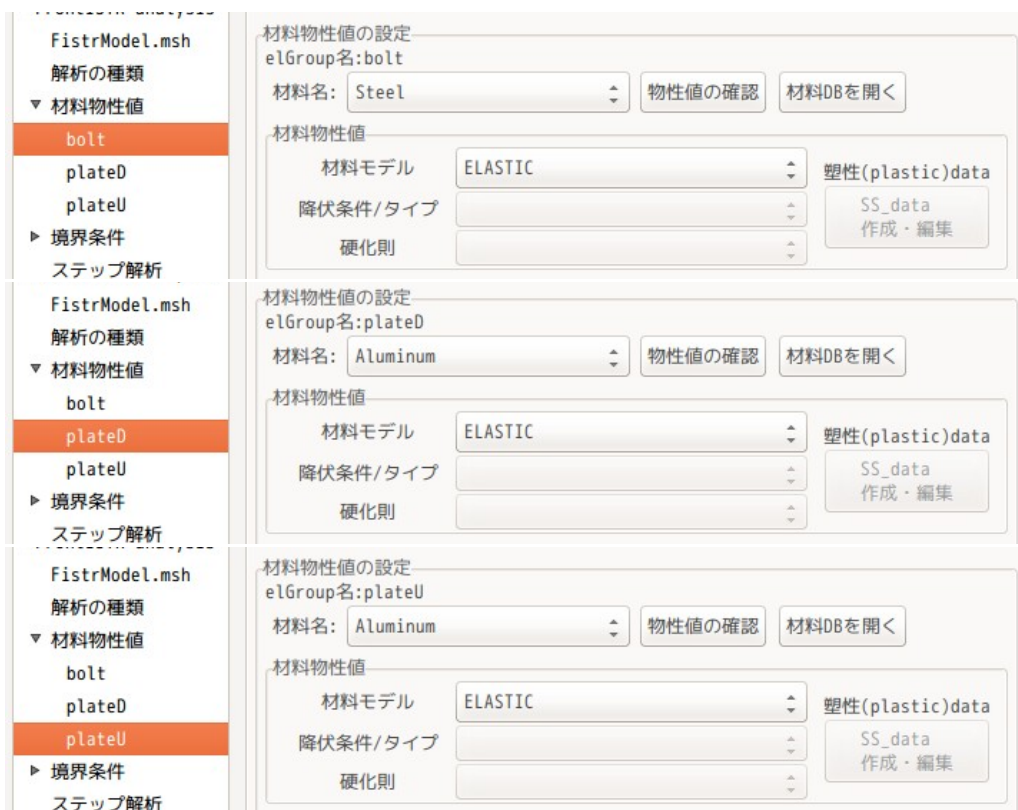 FistrModel.msh
解析の種類
材料物性値
bolt
plateD
plateU
境界条件
ステップ解析
材料物性値の設定
elGroup名:bolt
材料名: Steel 物性値の確認 材料DBを開く
材料物性値
材料モデル ELASTIC 塑性(plastic)data
降伏条件/タイプ SS_data
作成・編集
硬化則
FistrModel.msh
解析の種類
材料物性値
bolt
plateD
plateU
境界条件
ステップ解析
材料物性値の設定
elGroup名:plateD
材料名: Aluminum 物性値の確認 材料DBを開く
材料物性値
材料モデル ELASTIC 塑性(plastic)data
降伏条件/タイプ SS_data
作成・編集
硬化則
FistrModel.msh
解析の種類
材料物性値
bolt
plateD
plateU
境界条件
ステップ解析
材料物性値の設定
elGroup名:plateU
材料名: Aluminum 物性値の確認 材料DBを開く
材料物性値
材料モデル ELASTIC 塑性(plastic)data
降伏条件/タイプ SS_data
作成・編集
硬化則